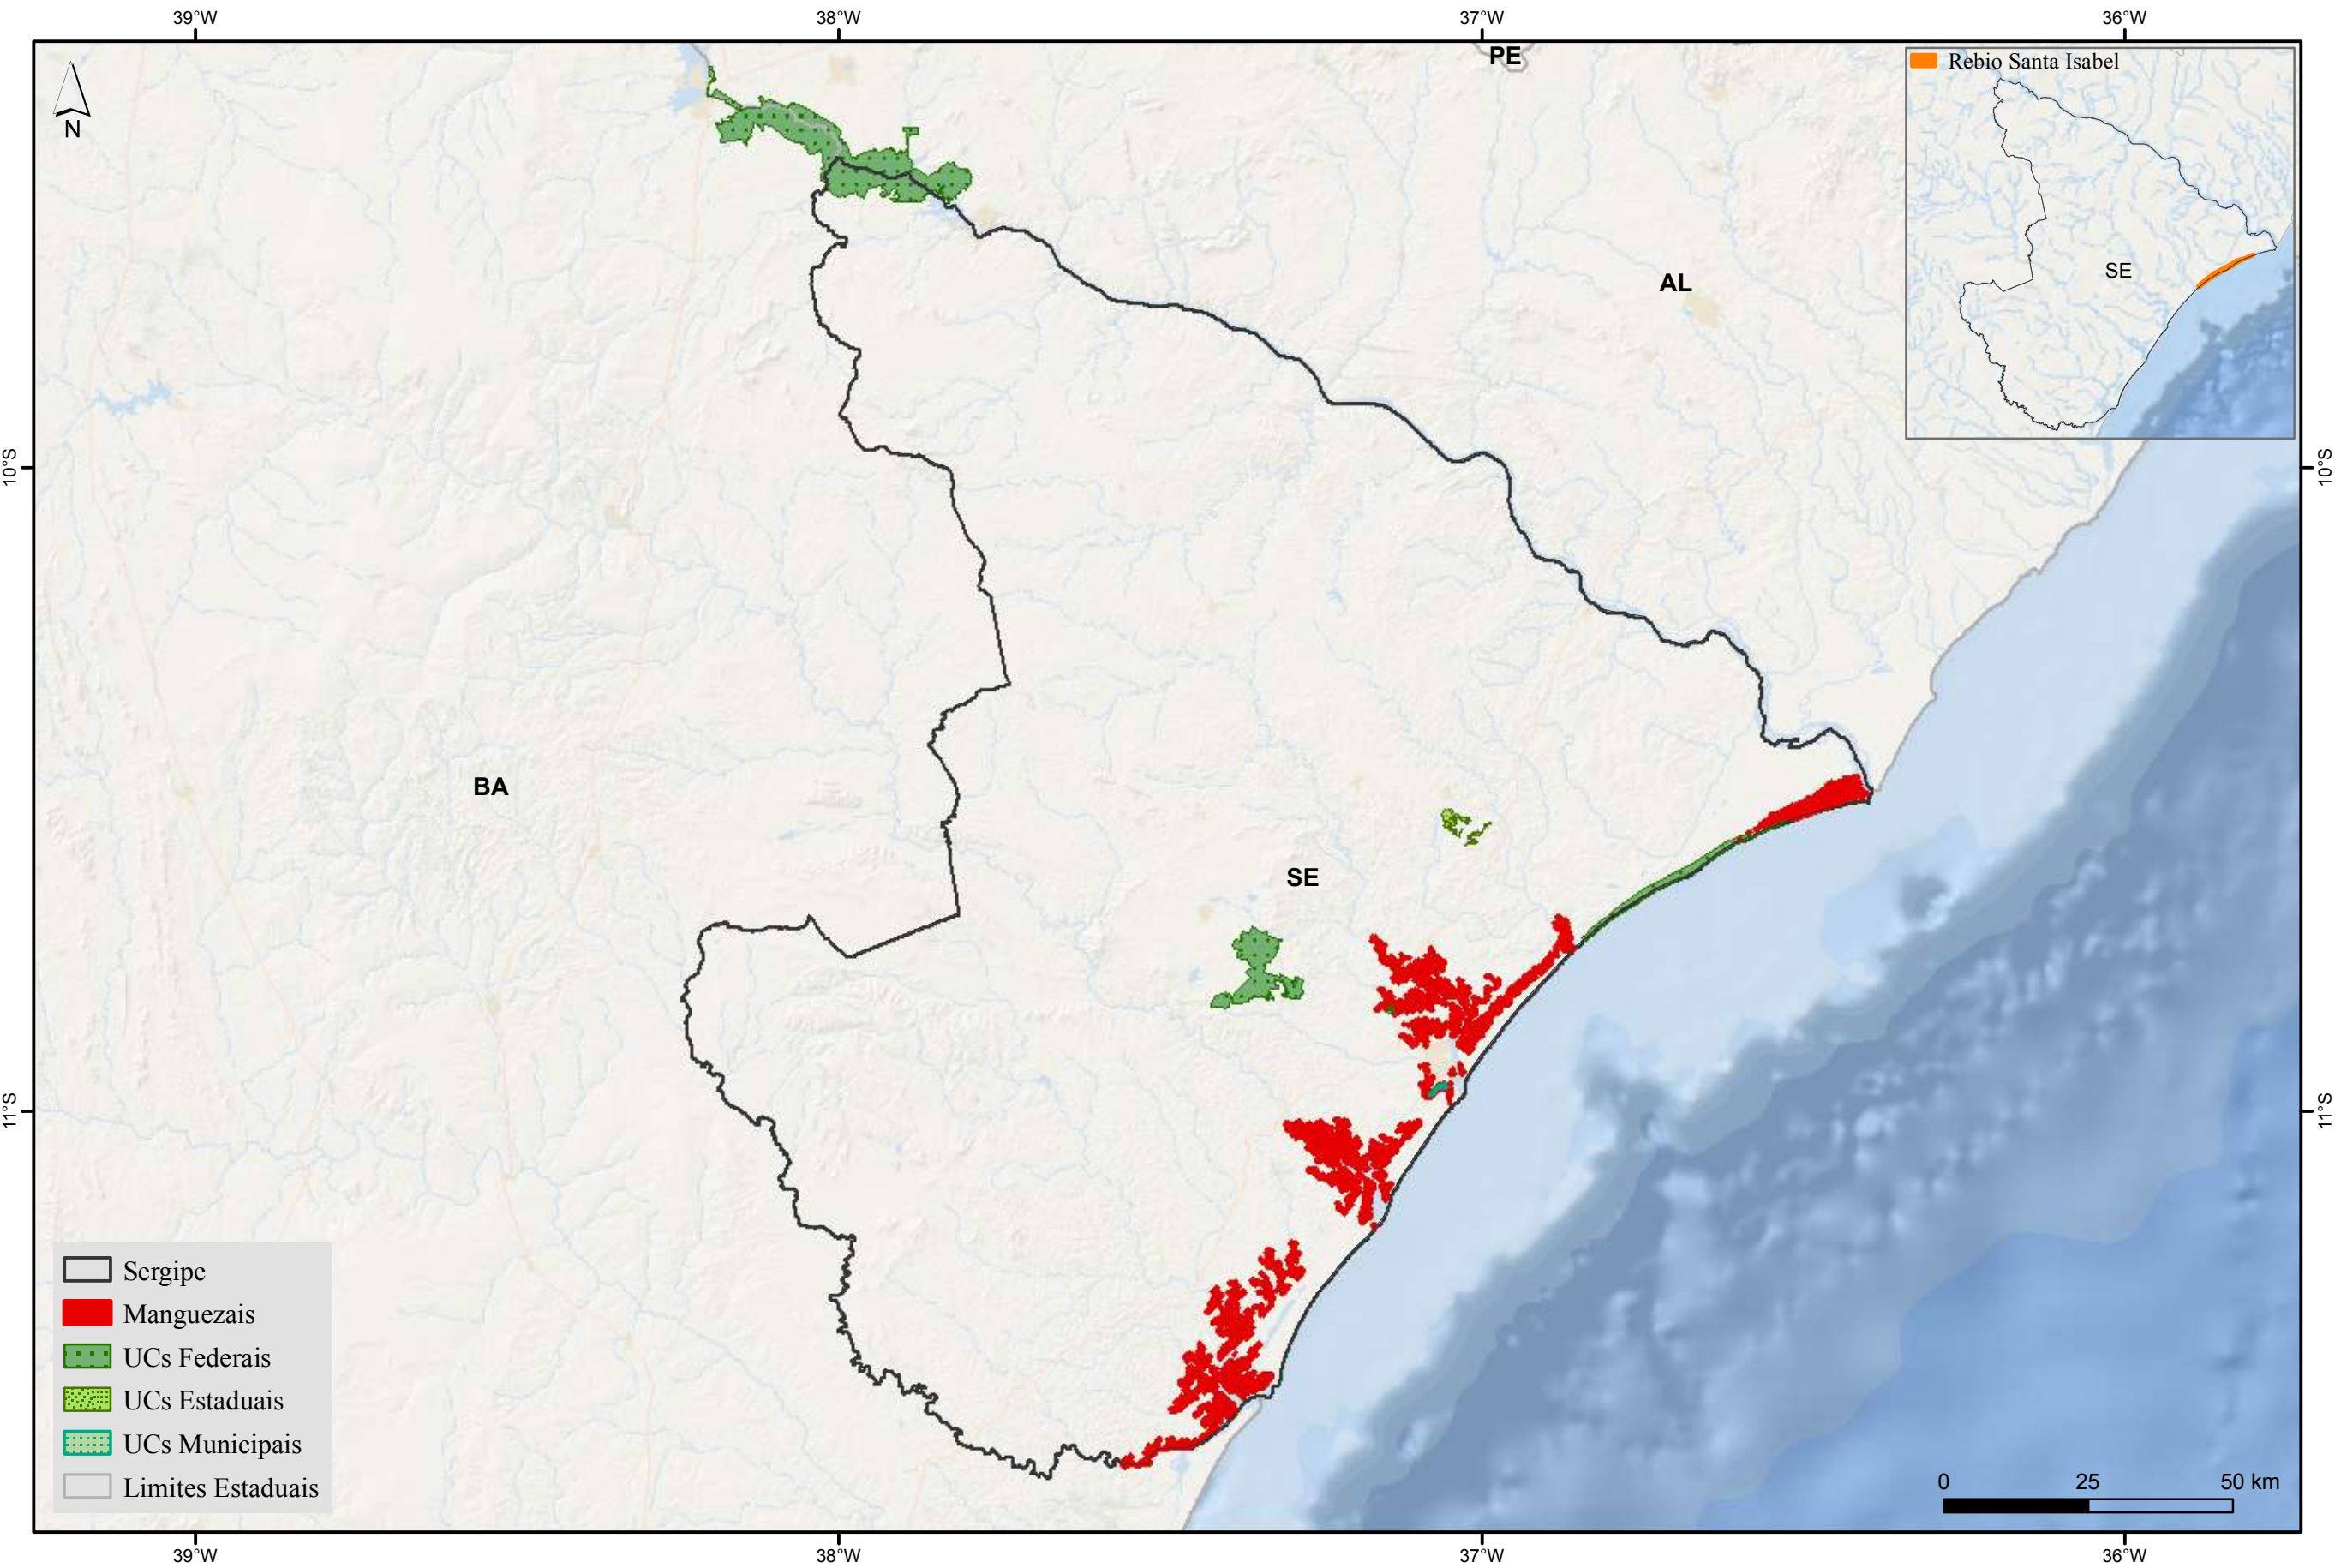 39°W 38°W 37°W 36°W
PE
Rebio Santa Isabel
N
SE
AL
10°S 10°S
BA
SE
11°S 11°S
Sergipe
Manguezais
UCs Federais
UCs Estaduais
UCs Municipais
Limites Estaduais
0 25 50 km
39°W 38°W 37°W 36°W